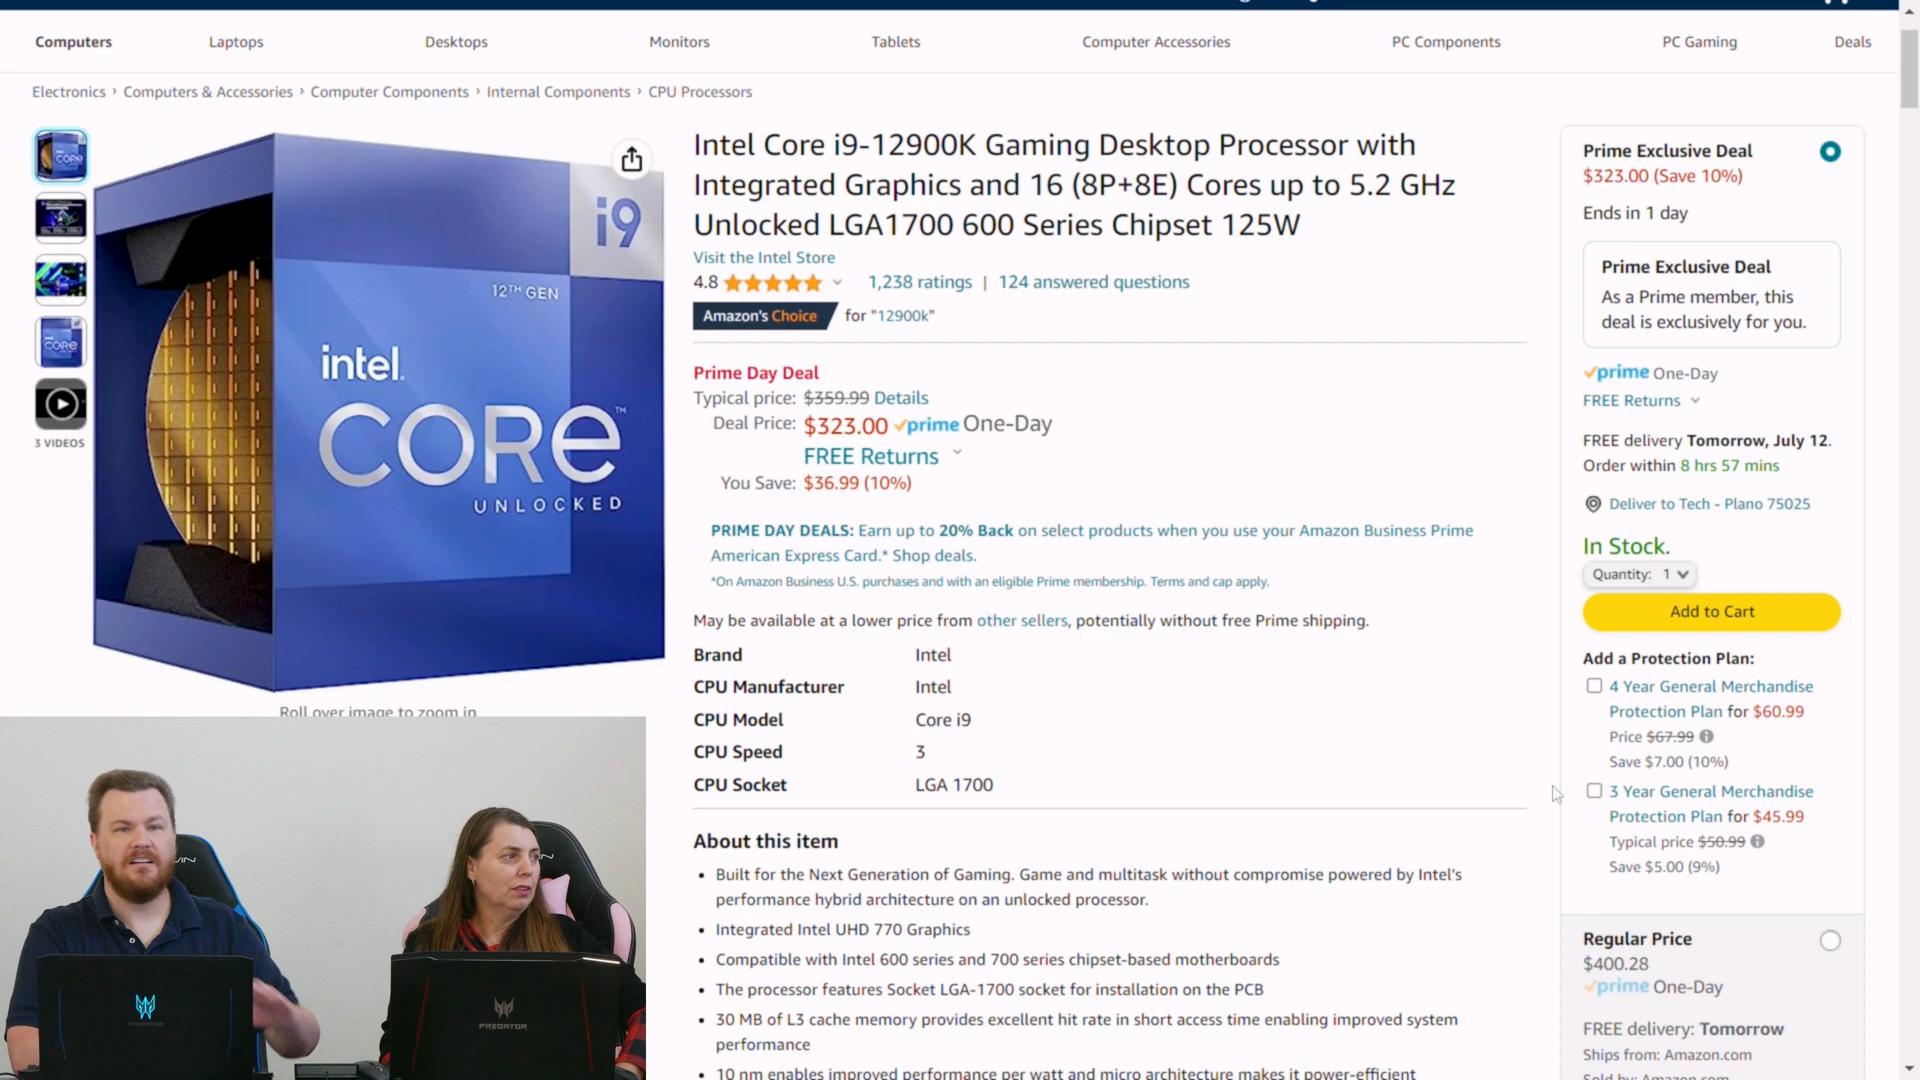 Computers
Laptops
Desktops
Monitors
Tablets
Computer Accessories
PC Components
PC Gaming
Deals
Electronics › Computers & Accessories › Computer Components › Internal Components › CPU Processors
i9
12TH GEN
intel.
CORE™
UNLOCKED
3 VIDEOS
Roll over image to zoom in
Intel Core i9-12900K Gaming Desktop Processor with
Integrated Graphics and 16 (8P+8E) Cores up to 5.2 GHz
Unlocked LGA1700 600 Series Chipset 125W
Visit the Intel Store
4.8 1,238 ratings | 124 answered questions
Amazon's Choice for "12900k"
Prime Day Deal
Typical price: $359.99 Details
Deal Price: $323.00 prime One-Day
FREE Returns
You Save: $36.99 (10%)
PRIME DAY DEALS: Earn up to 20% Back on select products when you use your Amazon Business Prime
American Express Card.* Shop deals.
*On Amazon Business U.S. purchases and with an eligible Prime membership. Terms and cap apply.
May be available at a lower price from other sellers, potentially without free Prime shipping.
Brand Intel
CPU Manufacturer Intel
CPU Model Core i9
CPU Speed 3
CPU Socket LGA 1700
About this item
• Built for the Next Generation of Gaming. Game and multitask without compromise powered by Intel's
performance hybrid architecture on an unlocked processor.
• Integrated Intel UHD 770 Graphics
• Compatible with Intel 600 series and 700 series chipset-based motherboards
• The processor features Socket LGA-1700 socket for installation on the PCB
• 30 MB of L3 cache memory provides excellent hit rate in short access time enabling improved system
performance
• 10 nm enables improved performance per watt and micro architecture makes it power-efficient
Prime Exclusive Deal
$323.00 (Save 10%)
Ends in 1 day
Prime Exclusive Deal
As a Prime member, this
deal is exclusively for you.
prime One-Day
FREE Returns
FREE delivery Tomorrow, July 12.
Order within 8 hrs 57 mins
Deliver to Tech - Plano 75025
In Stock.
Quantity: 1
Add to Cart
Add a Protection Plan:
4 Year General Merchandise
Protection Plan for $60.99
Price $67.99
Save $7.00 (10%)
3 Year General Merchandise
Protection Plan for $45.99
Typical price $50.99
Save $5.00 (9%)
Regular Price
$400.28
prime One-Day
FREE delivery: Tomorrow
Ships from: Amazon.com
Sold by: Amazon.com
PREDATOR
PREDATOR